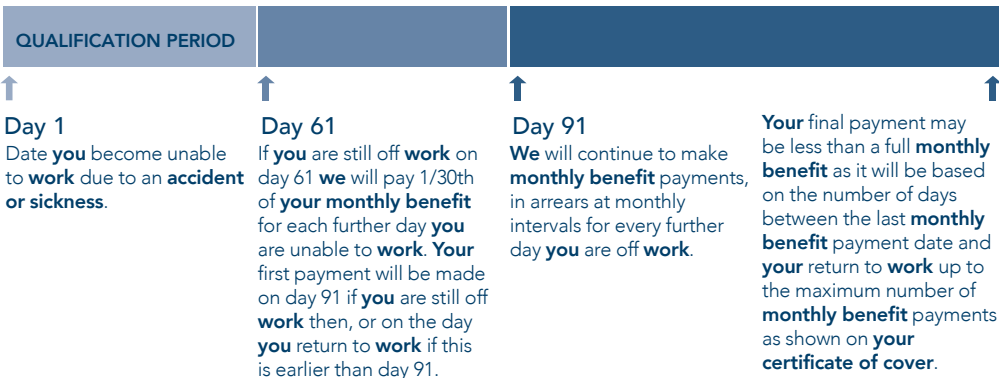 QUALIFICATION PERIOD
Day 1
Date you become unable
to work due to an accident
or sickness.
Day 61
If you are still off work on
day 61 we will pay 1/30th
of your monthly benefit
for each further day you
are unable to work. Your
first payment will be made
on day 91 if you are still off
work then, or on the day
you return to work if this
is earlier than day 91.
Day 91
We will continue to make
monthly benefit payments,
in arrears at monthly
intervals for every further
day you are off work.
Your final payment may
be less than a full monthly
benefit as it will be based
on the number of days
between the last monthly
benefit payment date and
your return to work up to
the maximum number of
monthly benefit payments
as shown on your
certificate of cover.